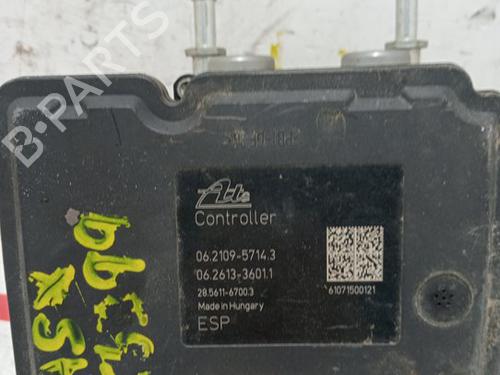 B-PARTS
Ate
Controller
06.2109-5714.3
06.2613-3601.1
28.5611-6700.3
Made in Hungary
61071500121
ESP
ASX